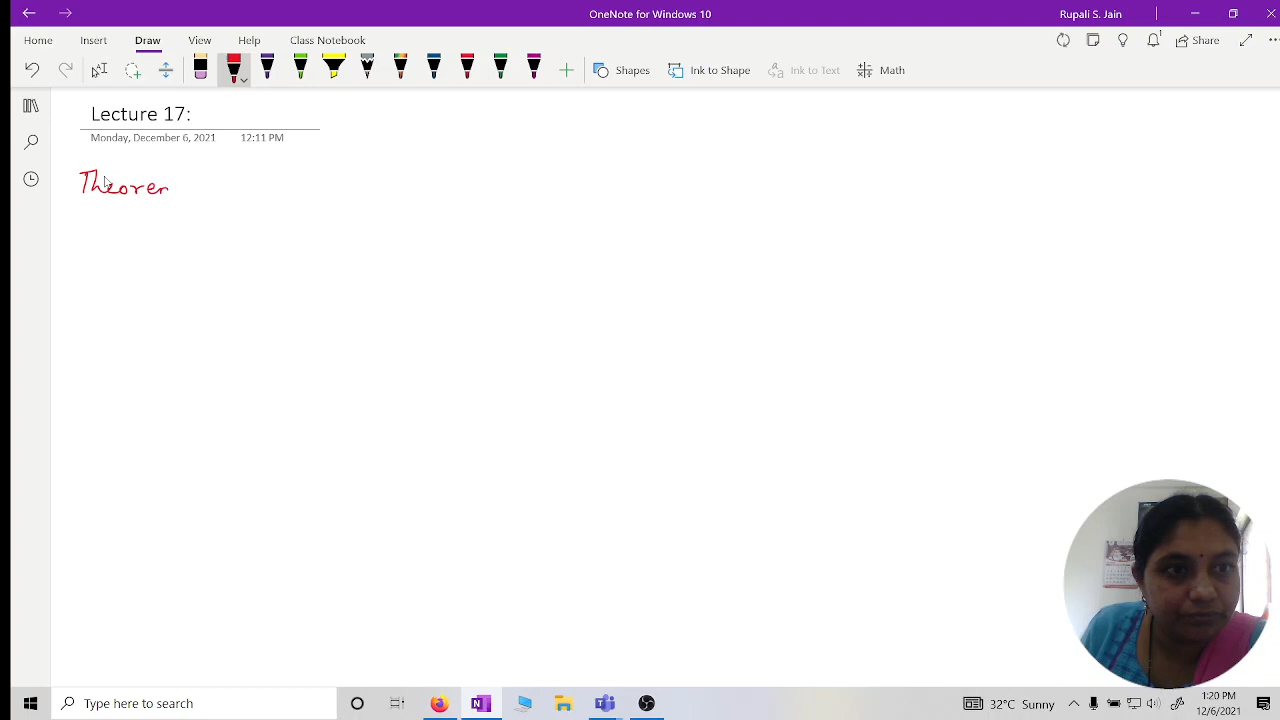 OneNote for Windows 10
Rupali S. Jain
Home Insert Draw View Help Class Notebook
Share
Shapes Ink to Shape Ink to Text Math
Lecture 17:
Monday, December 6, 2021 12:11 PM
Theoren
Type here to search
32°C Sunny
1:20 PM
12/6/2021